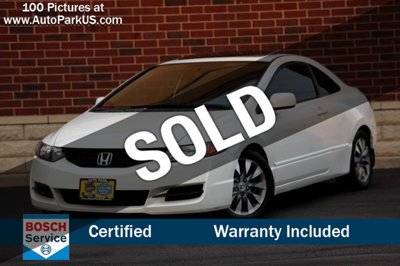 100 Pictures at
www.AutoParkUS.com
SOLD
BOSCH
Service
Certified
Warranty Included